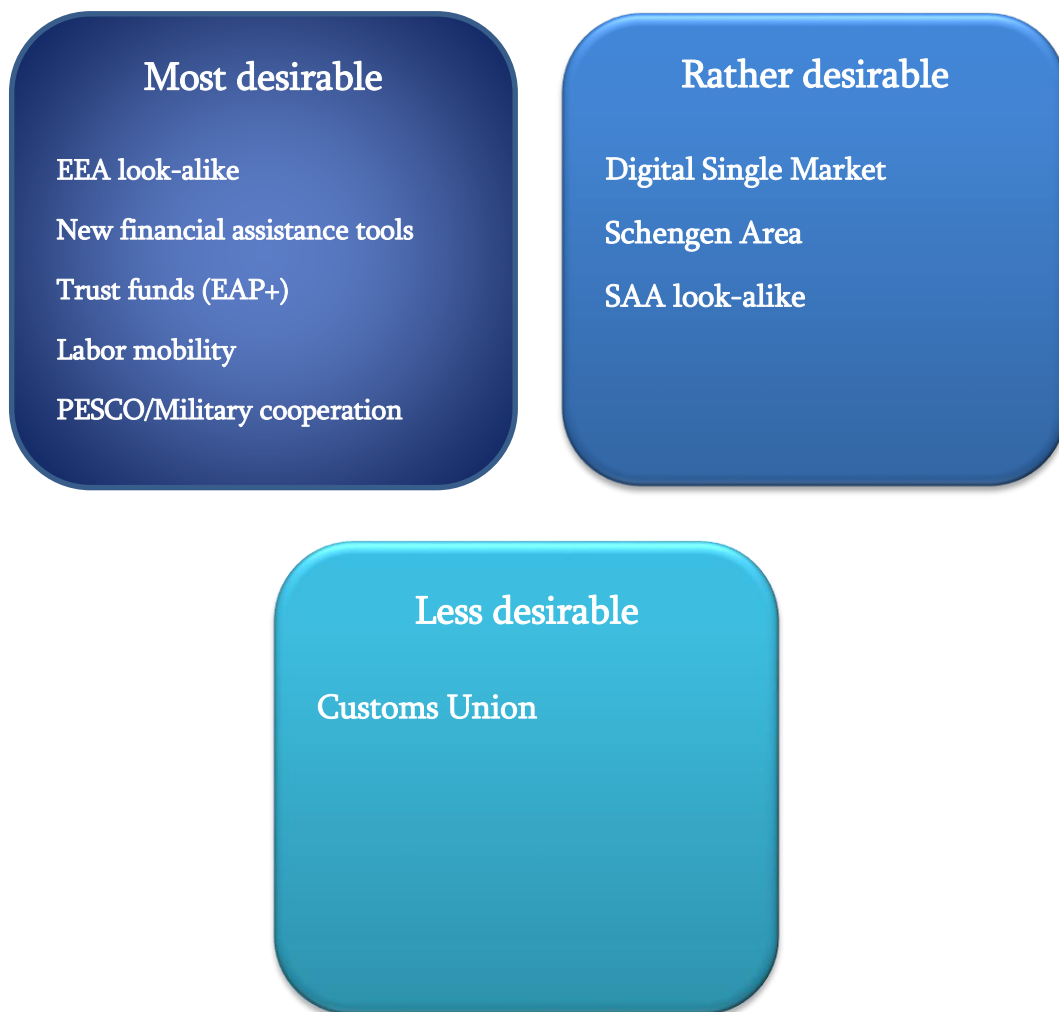 Most desirable
EEA look-alike
New financial assistance tools
Trust funds (EAP+)
Labor mobility
PESCO/Military cooperation
Rather desirable
Digital Single Market
Schengen Area
SAA look-alike
Less desirable
Customs Union